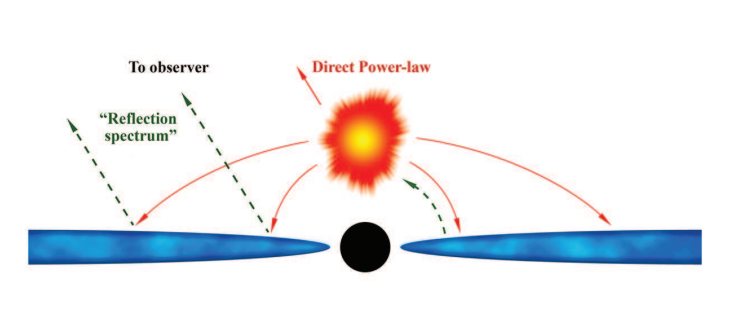 To observer
Direct Power-law
“Reflection
spectrum”